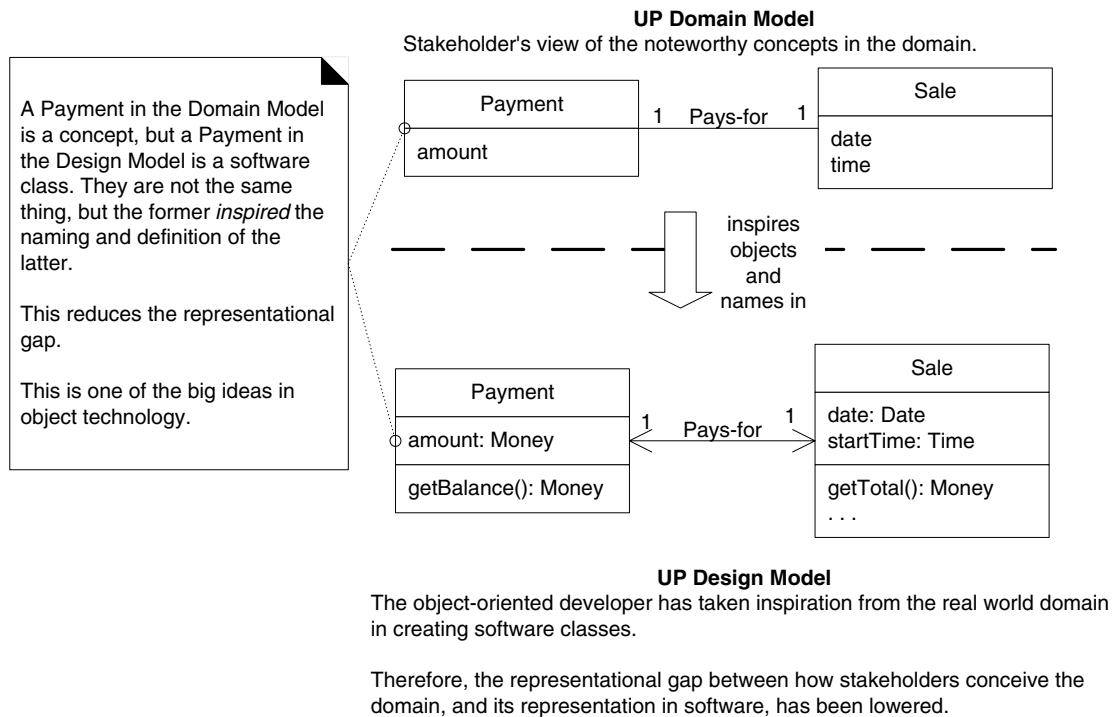 UP Domain Model
Stakeholder's view of the noteworthy concepts in the domain.
A Payment in the Domain Model
is a concept, but a Payment in
the Design Model is a software
class. They are not the same
thing, but the former inspired the
naming and definition of the
latter.
This reduces the representational
gap.
This is one of the big ideas in
object technology.
Payment
amount
1 Pays-for 1
Sale
date
time
inspires
objects
and
names in
Payment
amount: Money
getBalance(): Money
1 Pays-for 1
Sale
date: Date
startTime: Time
getTotal(): Money
. . .
UP Design Model
The object-oriented developer has taken inspiration from the real world domain
in creating software classes.
Therefore, the representational gap between how stakeholders conceive the
domain, and its representation in software, has been lowered.